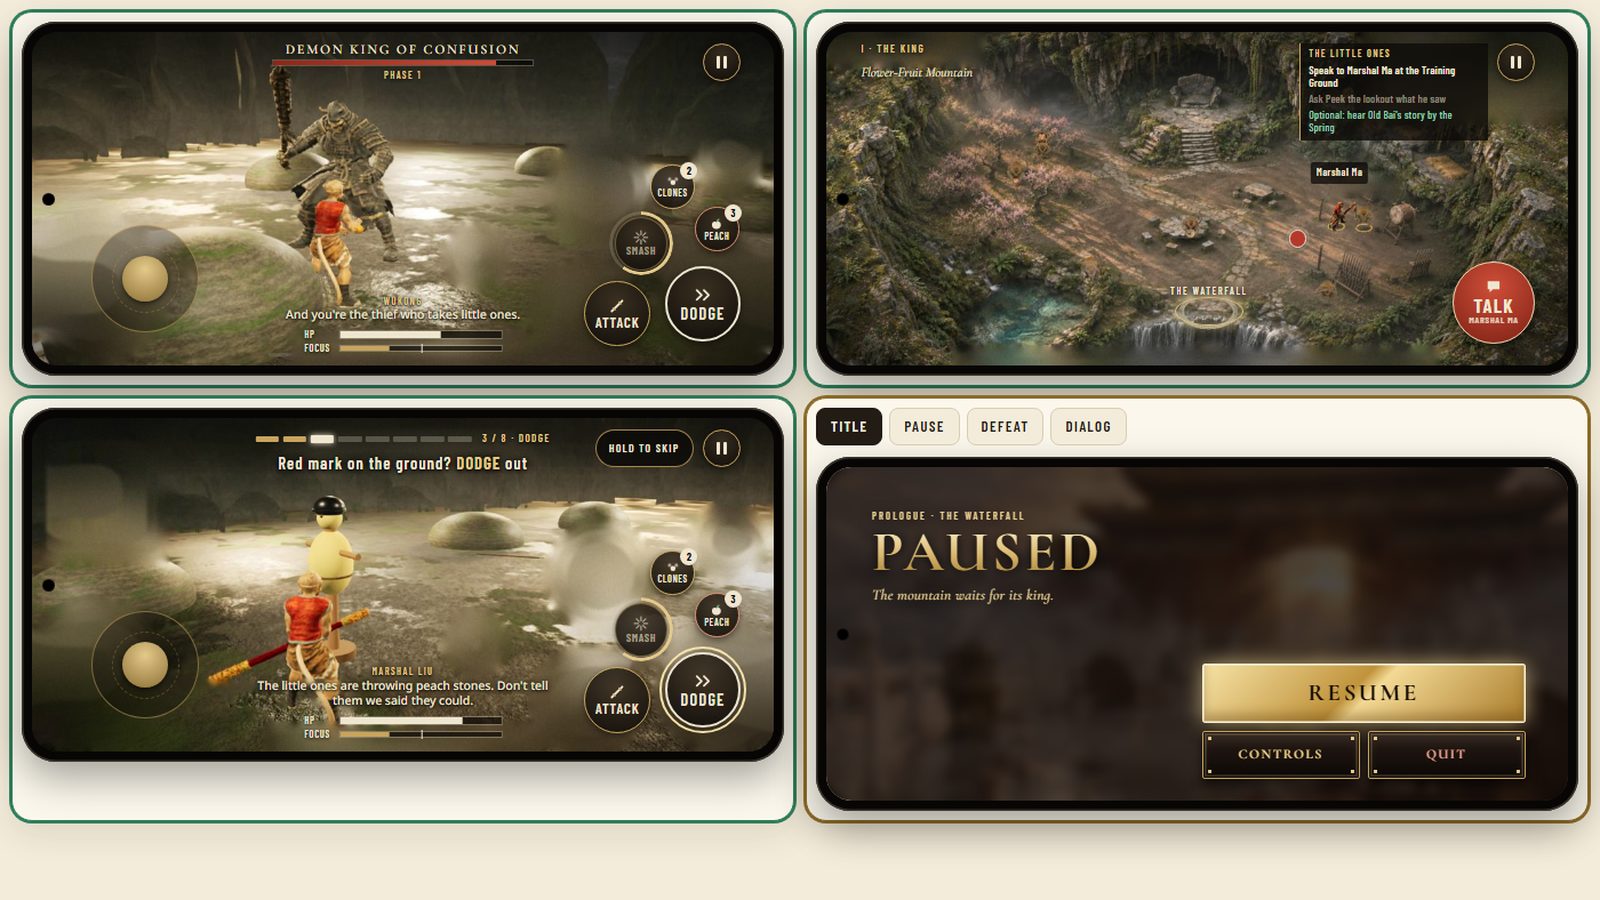 DEMON KING OF CONFUSION
PHASE 1
2
CLONES
3
PEACH
SMASH
ATTACK
DODGE
WUKONG
And you're the thief who takes little ones.
HP
FOCUS
I · THE KING
Flower-Fruit Mountain
THE LITTLE ONES
Speak to Marshal Ma at the Training
Ground
Ask Peek the lookout what he saw
Optional: hear Old Bai's story by the
Spring
Marshal Ma
THE WATERFALL
TALK
MARSHAL MA
3 / 8 · DODGE
HOLD TO SKIP
Red mark on the ground? DODGE out
2
CLONES
3
PEACH
SMASH
ATTACK
DODGE
MARSHAL LIU
The little ones are throwing peach stones. Don't tell
them we said they could.
HP
FOCUS
TITLE
PAUSE
DEFEAT
DIALOG
PROLOGUE · THE WATERFALL
PAUSED
The mountain waits for its king.
RESUME
CONTROLS
QUIT